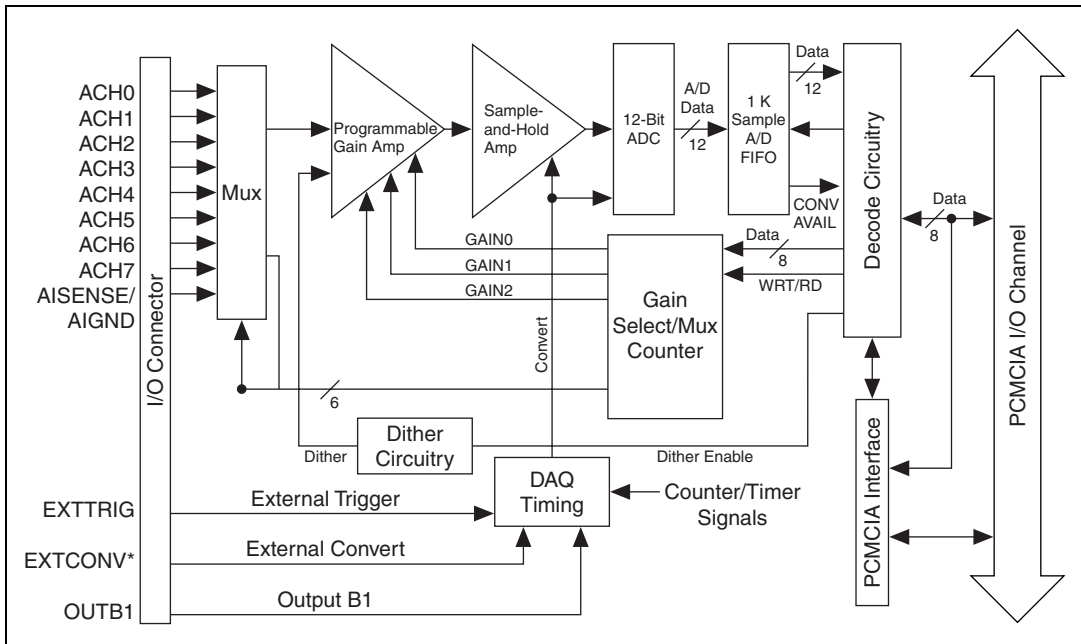 ACH0
ACH1
ACH2
ACH3
ACH4
ACH5
ACH6
ACH7
AISENSE/
AIGND
I/O Connector
Mux
Programmable
Gain Amp
Sample-
and-Hold
Amp
12-Bit
ADC
A/D
Data
12
1 K
Sample
A/D
FIFO
Data
12
CONV
AVAIL
Decode Circuitry
Data
8
PCMCIA I/O Channel
GAIN0
GAIN1
GAIN2
Gain
Select/Mux
Counter
Data
8
WRT/RD
Convert
6
Dither
Dither
Circuitry
Dither Enable
PCMCIA Interface
EXTTRIG
External Trigger
DAQ
Timing
Counter/Timer
Signals
EXTCONV*
External Convert
OUTB1
Output B1